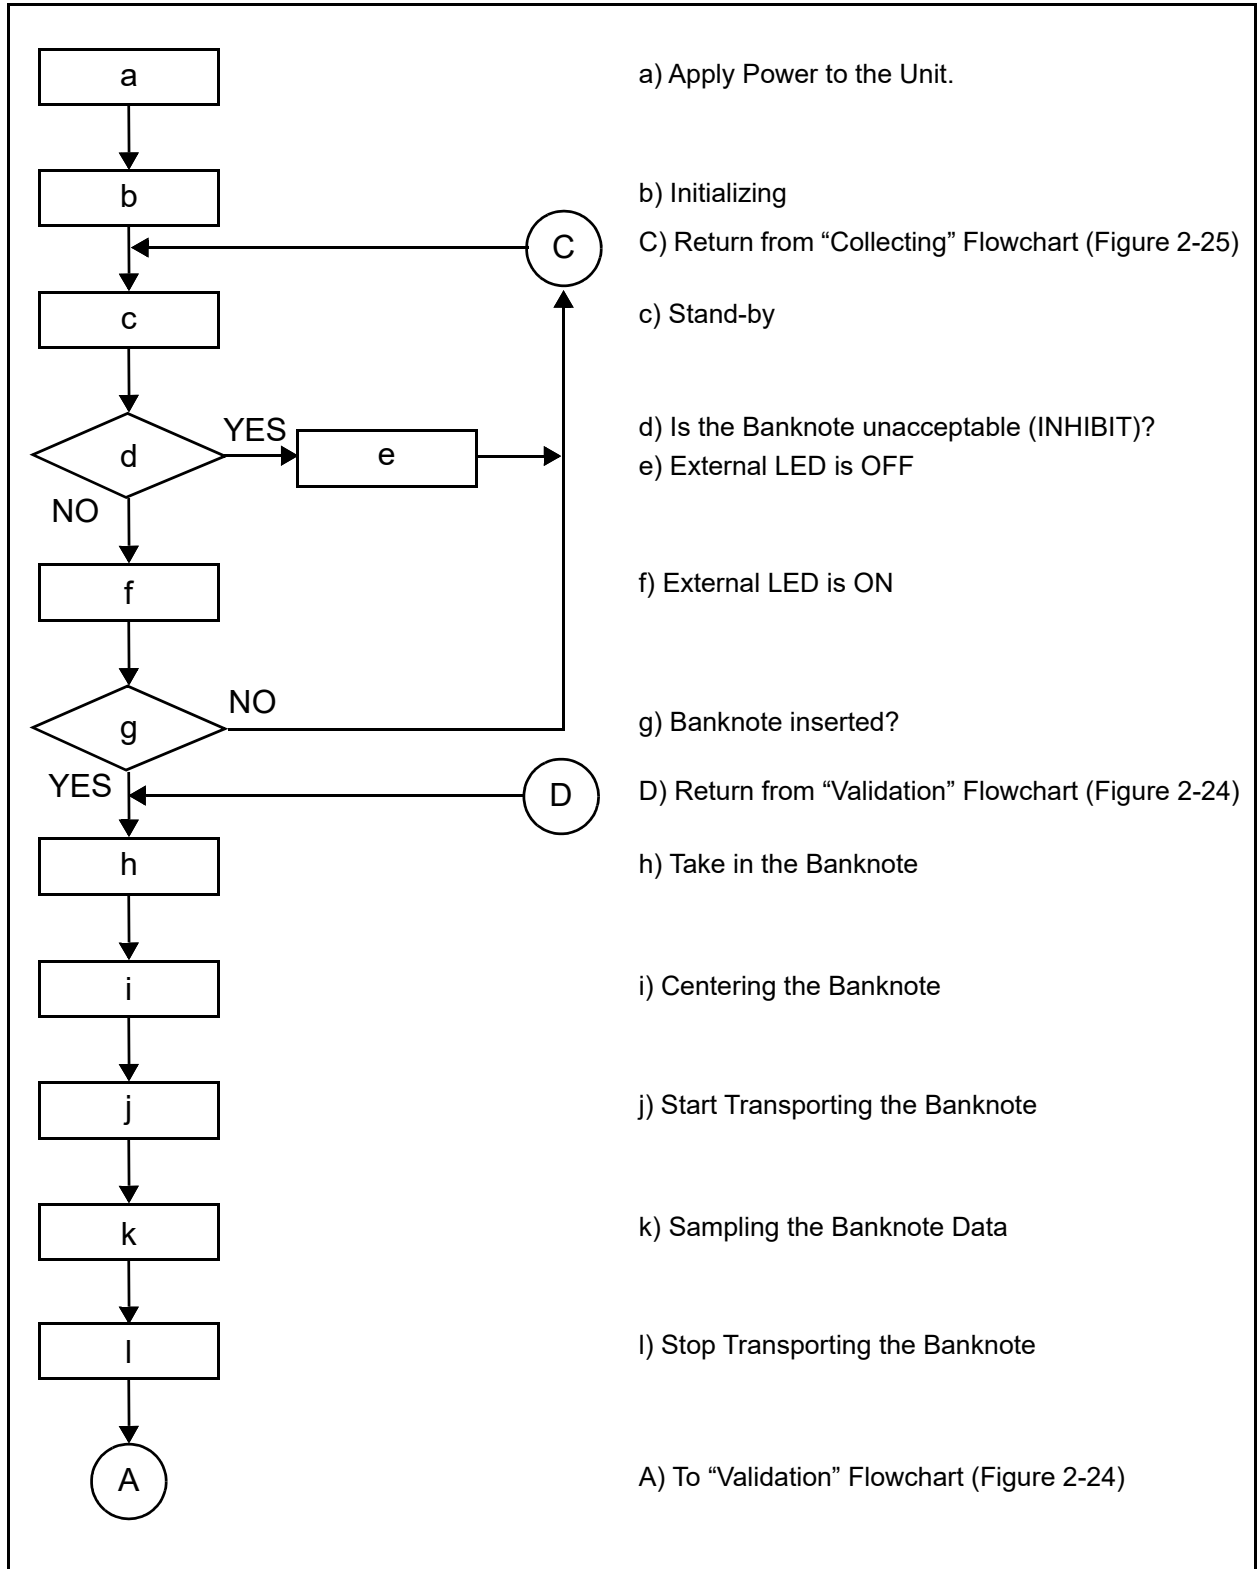 a
a) Apply Power to the Unit.
b
b) Initializing
C
C) Return from “Collecting” Flowchart (Figure 2-25)
c
c) Stand-by
d
YES
e
NO
d) Is the Banknote unacceptable (INHIBIT)?
e) External LED is OFF
f
f) External LED is ON
g
NO
YES
g) Banknote inserted?
D
D) Return from “Validation” Flowchart (Figure 2-24)
h
h) Take in the Banknote
i
i) Centering the Banknote
j
j) Start Transporting the Banknote
k
k) Sampling the Banknote Data
l
l) Stop Transporting the Banknote
A
A) To “Validation” Flowchart (Figure 2-24)